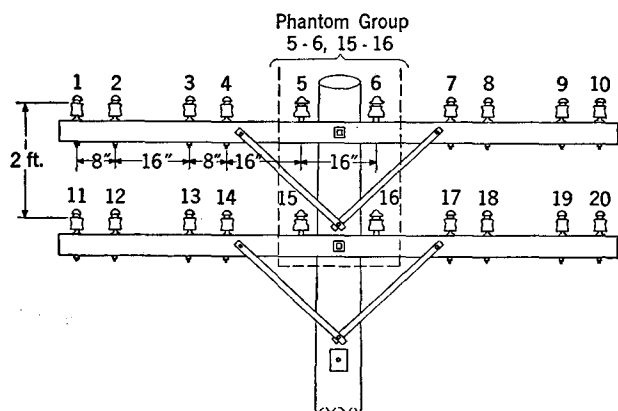 Phantom Group
5 - 6, 15 - 16
1 2 3 4 5 6 7 8 9 10
2 ft.
8" 16" 8" 16" 16"
11 12 13 14 15 16 17 18 19 20